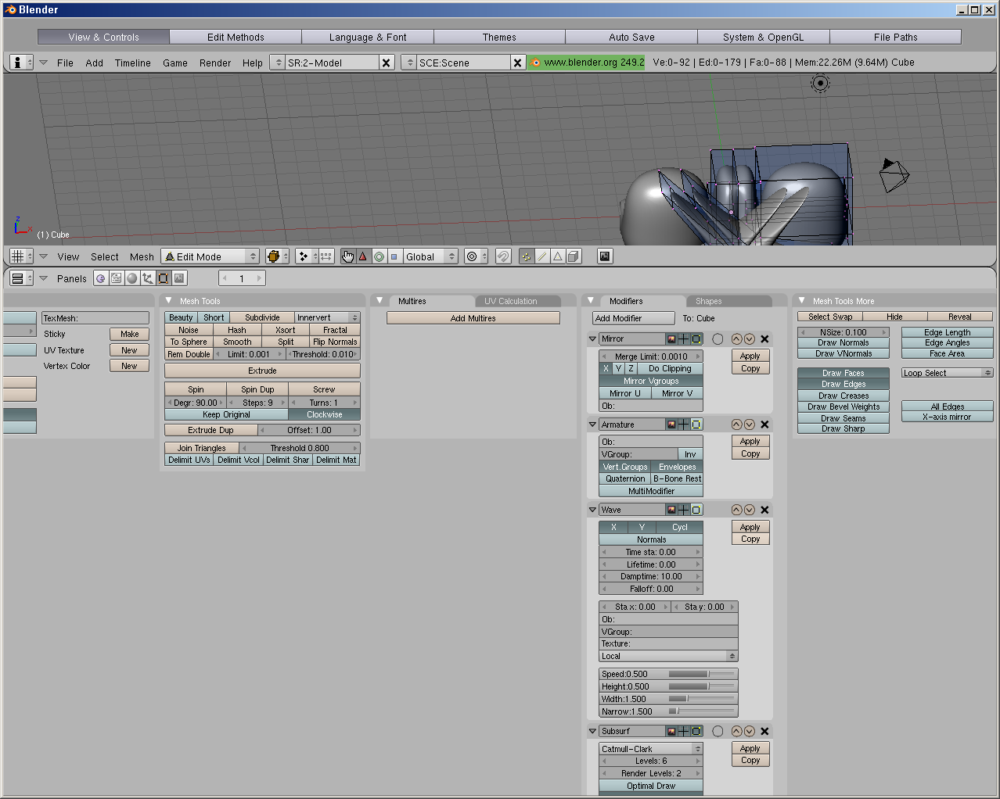 Blender
View & Controls Edit Methods Language & Font Themes Auto Save System & OpenGL File Paths
File Add Timeline Game Render Help SR:2-Model SCE:Scene www.blender.org 249.2 Ve:0-92 | Ed:0-179 | Fa:0-88 | Mem:22.26M (9.64M) Cube
z
x
(1) Cube
View Select Mesh Edit Mode Global
Panels 1
Mesh Tools
Multires UV Calculation
Modifiers Shapes
Mesh Tools More
TexMesh:
Sticky Make
UV Texture New
Vertex Color New
Beauty Short Subdivide Innervert
Noise Hash Xsort Fractal
To Sphere Smooth Split Flip Normals
Rem Double Limit: 0.001 Threshold: 0.010
Extrude
Spin Spin Dup Screw
Degr: 90.00 Steps: 9 Turns: 1
Keep Original Clockwise
Extrude Dup Offset: 1.00
Join Triangles Threshold 0.800
Delimit UVs Delimit Vcol Delimit Shar Delimit Mat
Add Multires
Add Modifier To: Cube
Mirror
Merge Limit: 0.0010 Apply
X Y Z Do Clipping Copy
Mirror Vgroups
Mirror U Mirror V
Ob:
Armature
Ob: Apply
VGroup: Inv Copy
Vert.Groups Envelopes
Quaternion B-Bone Rest
MultiModifier
Wave
X Y Cycl Apply
Normals Copy
Time sta: 0.00
Lifetime: 0.00
Damptime: 10.00
Falloff: 0.00
Sta x: 0.00 Sta y: 0.00
Ob:
VGroup:
Texture:
Local
Speed:0.500
Height:0.500
Width:1.500
Narrow:1.500
Subsurf
Catmull-Clark Apply
Levels: 6 Copy
Render Levels: 2
Optimal Draw
Select Swap Hide Reveal
NSize: 0.100 Edge Length
Draw Normals Edge Angles
Draw VNormals Face Area
Draw Faces Loop Select
Draw Edges
Draw Creases
Draw Bevel Weights All Edges
Draw Seams X-axis mirror
Draw Sharp